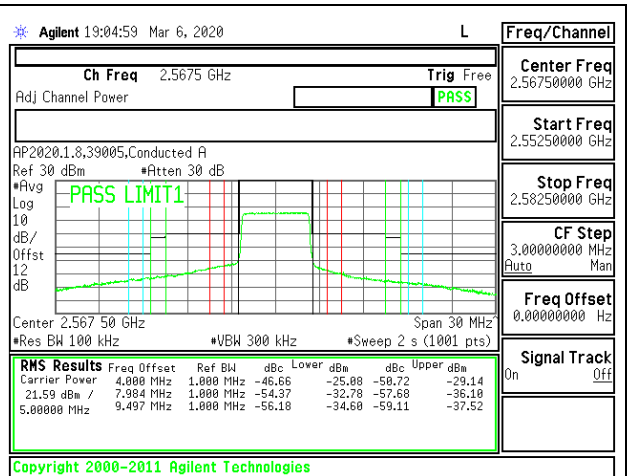 Agilent 19:04:59 Mar 6, 2020 L
Freq/Channel
Ch Freq 2.5675 GHz Trig Free
Adj Channel Power PASS
AP2020.1.8,39005,Conducted A
Ref 30 dBm #Atten 30 dB
#Avg
Log
10
dB/
Offst
12
dB
PASS LIMIT1
Center 2.567 50 GHz Span 30 MHz^
#Res BW 100 kHz #VBW 300 kHz #Sweep 2 s (1001 pts)
RMS Results Freq Offset Ref BW dBc Lower dBm dBc Upper dBm
Carrier Power 4.000 MHz 1.000 MHz -46.66 -25.08 -50.72 -29.14
21.59 dBm / 7.984 MHz 1.000 MHz -54.37 -32.78 -57.68 -36.10
5.00000 MHz 9.497 MHz 1.000 MHz -56.18 -34.60 -59.11 -37.52
Center Freq
2.56750000 GHz
Start Freq
2.55250000 GHz
Stop Freq
2.58250000 GHz
CF Step
3.00000000 MHz
Auto Man
Freq Offset
0.00000000 Hz
Signal Track
On Off
Copyright 2000-2011 Agilent Technologies